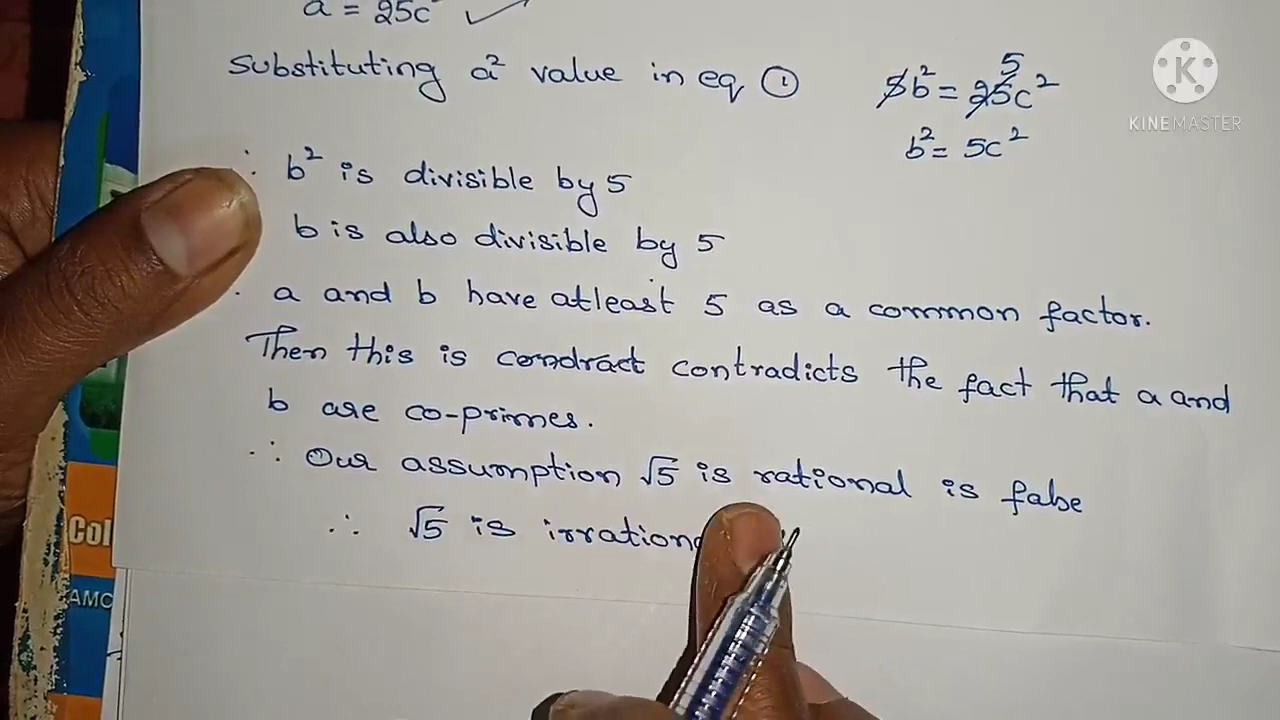 a = 25c
substituting a² value in eq ①
5
5b² = 25c²
b² = 5c²
KINEMASTER
∴ b² is divisible by 5
b is also divisible by 5
a and b have atleast 5 as a common factor.
Then this is condract contradicts the fact that a and
b are co-primes.
∴ Our assumption √5 is rational is false
∴ √5 is irrationa
Col
AMC